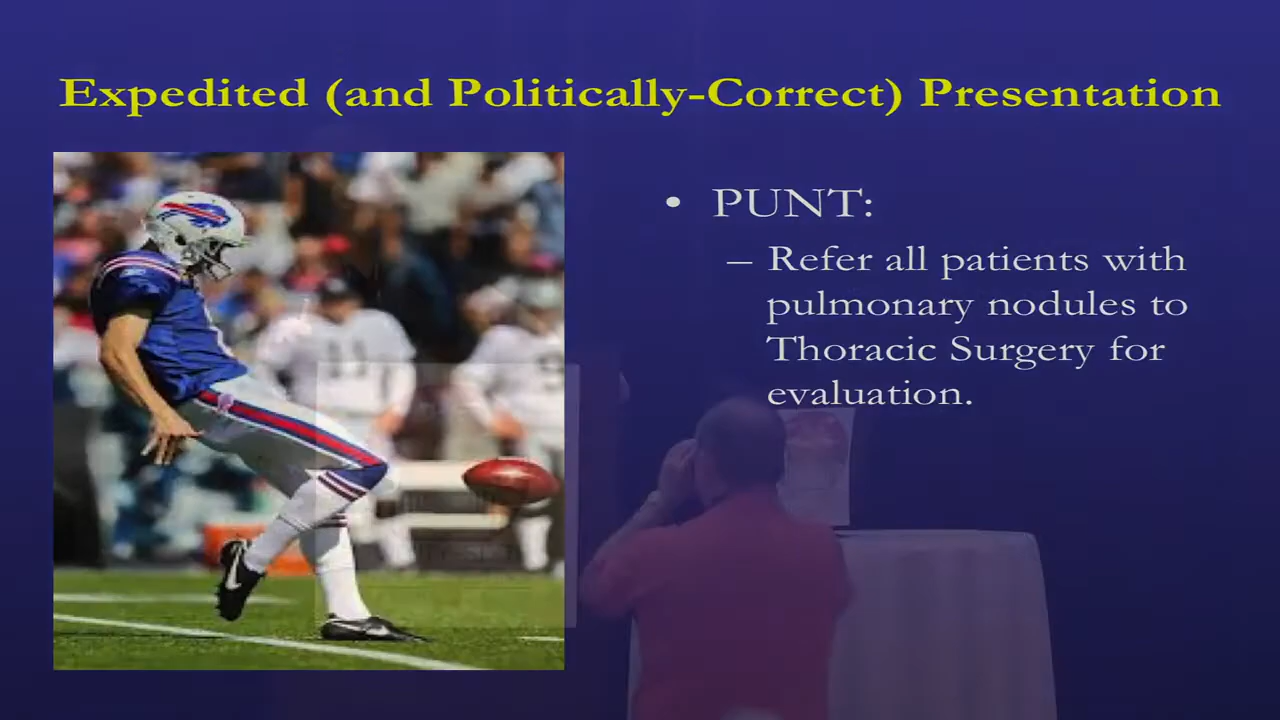 Expedited (and Politically-Correct) Presentation
• PUNT:
– Refer all patients with
pulmonary nodules to
Thoracic Surgery for
evaluation.